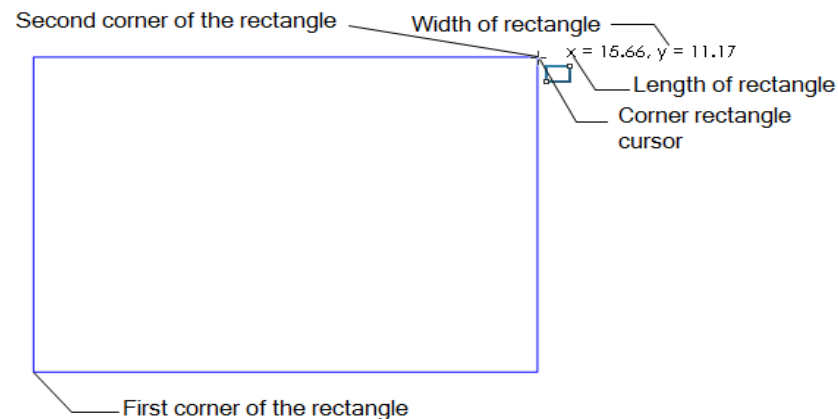 Second corner of the rectangle
Width of rectangle
x = 15.66, y = 11.17
Length of rectangle
Corner rectangle
cursor
First corner of the rectangle